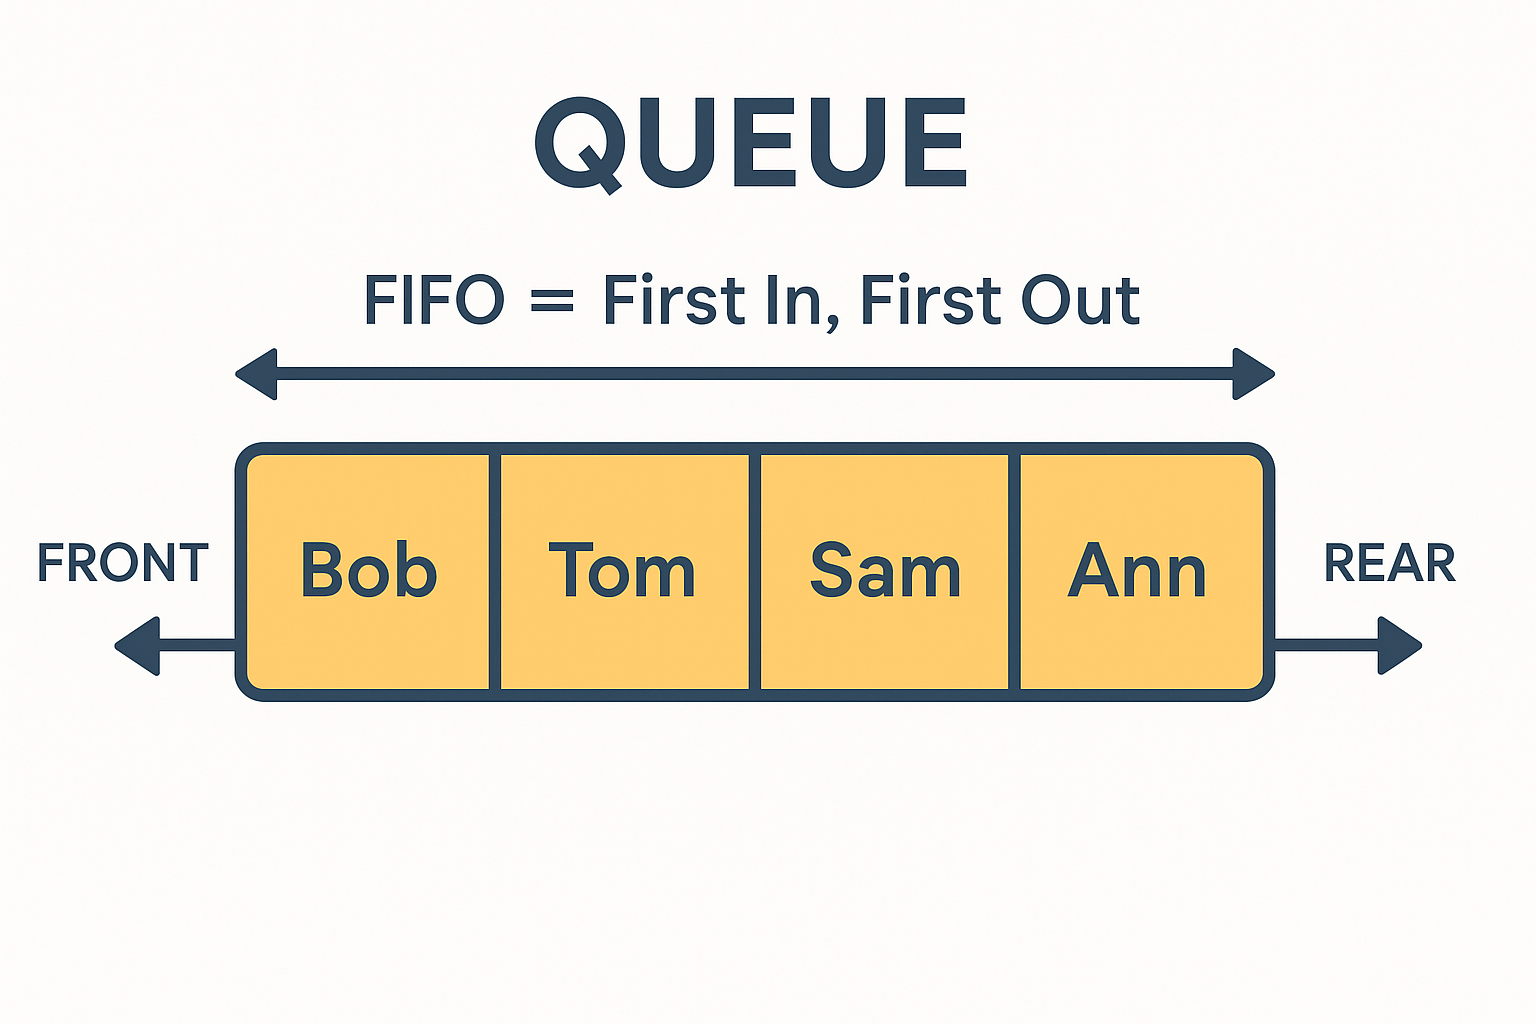 QUEUE
FIFO = First In, First Out
FRONT
Bob
Tom
Sam
Ann
REAR